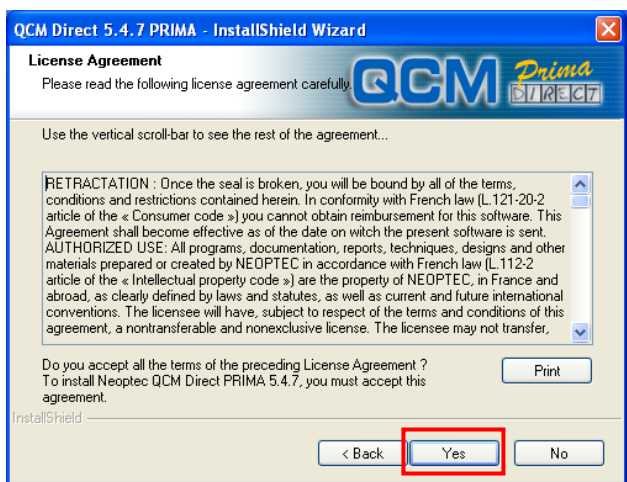 QCM Direct 5.4.7 PRIMA - InstallShield Wizard
License Agreement
Please read the following license agreement carefully.
QCM Prima
DIRECT
Use the vertical scroll-bar to see the rest of the agreement...
RETRACTATION : Once the seal is broken, you will be bound by all of the terms,
conditions and restrictions contained herein. In conformity with French law (L.121-20-2
article of the « Consumer code ») you cannot obtain reimbursement for this software. This
Agreement shall become effective as of the date on witch the present software is sent.
AUTHORIZED USE: All programs, documentation, reports, techniques, designs and other
materials prepared or created by NEOPTEC in accordance with French law (L.112-2
article of the « Intellectual property code ») are the property of NEOPTEC, in France and
abroad, as clearly defined by laws and statutes, as well as current and future international
conventions. The licensee will have, subject to respect of the terms and conditions of this
agreement, a nontransferable and nonexclusive license. The licensee may not transfer,
Do you accept all the terms of the preceding License Agreement ?
To install Neoptec QCM Direct PRIMA 5.4.7, you must accept this
agreement.
Print
InstallShield
< Back
Yes
No